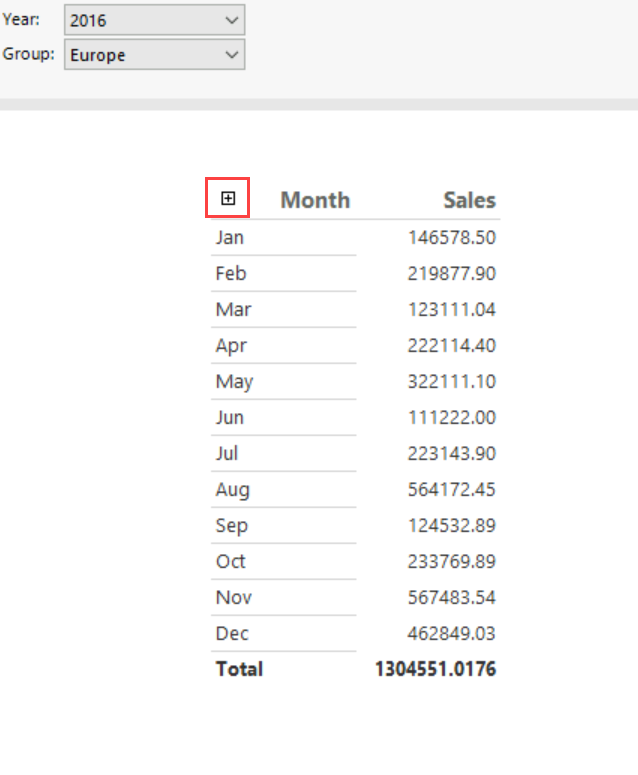 Year: 2016
Group: Europe
Month Sales
Jan 146578.50
Feb 219877.90
Mar 123111.04
Apr 222114.40
May 322111.10
Jun 111222.00
Jul 223143.90
Aug 564172.45
Sep 124532.89
Oct 233769.89
Nov 567483.54
Dec 462849.03
Total 1304551.0176